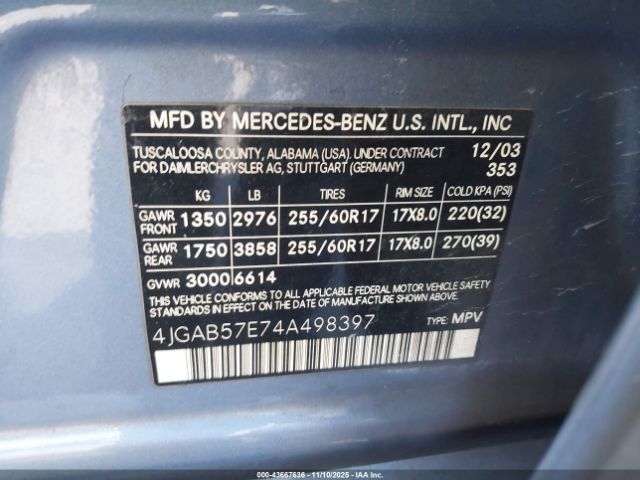 MFD BY MERCEDES-BENZ U.S. INTL., INC
TUSCALOOSA COUNTY, ALABAMA (USA). UNDER CONTRACT 12/03
FOR DAIMLERCHRYSLER AG, STUTTGART (GERMANY) 353
KG LB TIRES RIM SIZE COLD KPA (PSI)
GAWR FRONT 1350 2976 255/60R17 17X8.0 220(32)
GAWR REAR 1750 3858 255/60R17 17X8.0 270(39)
GVWR 3000 6614
THIS VEHICLE CONFORMS TO ALL APPLICABLE FEDERAL MOTOR VEHICLE SAFETY
STANDARDS IN EFFECT ON THE DATE OF MANUFACTURE SHOWN ABOVE.
4JGAB57E74A498397 TYPE: MPV
000-43667636 - 11/10/2025 - IAAI.COM